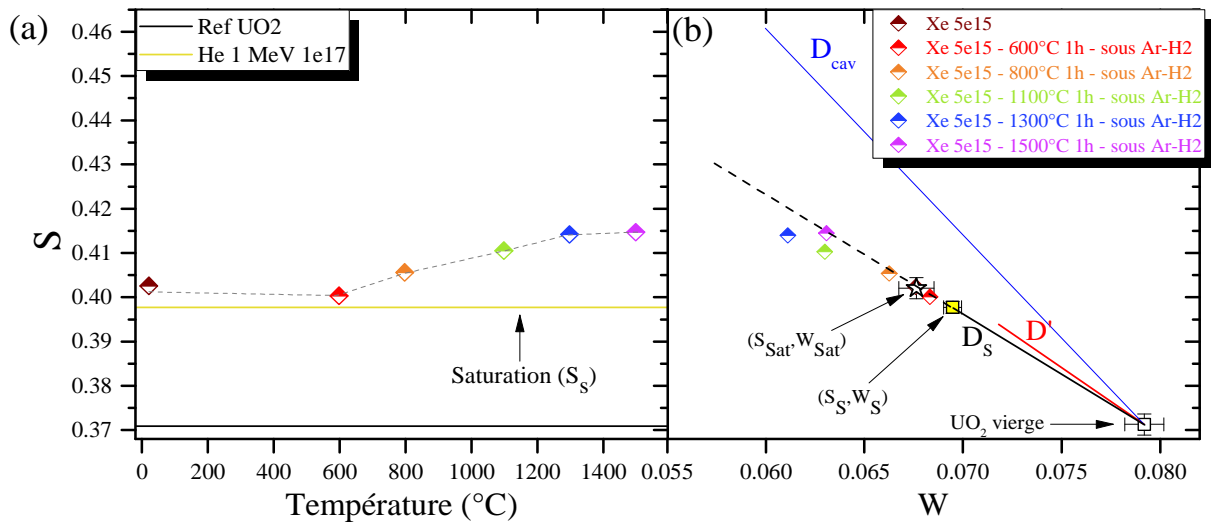 (a)
Ref UO2
He 1 MeV 1e17
S
0.46
0.45
0.44
0.43
0.42
0.41
0.40
0.39
0.38
0.37
Saturation (S_S)
0 200 400 600 800 1000 1200 1400
Température (°C)
(b)
D_cav
Xe 5e15
Xe 5e15 - 600°C 1h - sous Ar-H2
Xe 5e15 - 800°C 1h - sous Ar-H2
Xe 5e15 - 1100°C 1h - sous Ar-H2
Xe 5e15 - 1300°C 1h - sous Ar-H2
Xe 5e15 - 1500°C 1h - sous Ar-H2
(S_Sat,W_Sat)
D_S
D'
(S_S,W_S)
UO₂ vierge
0.055 0.060 0.065 0.070 0.075 0.080
W